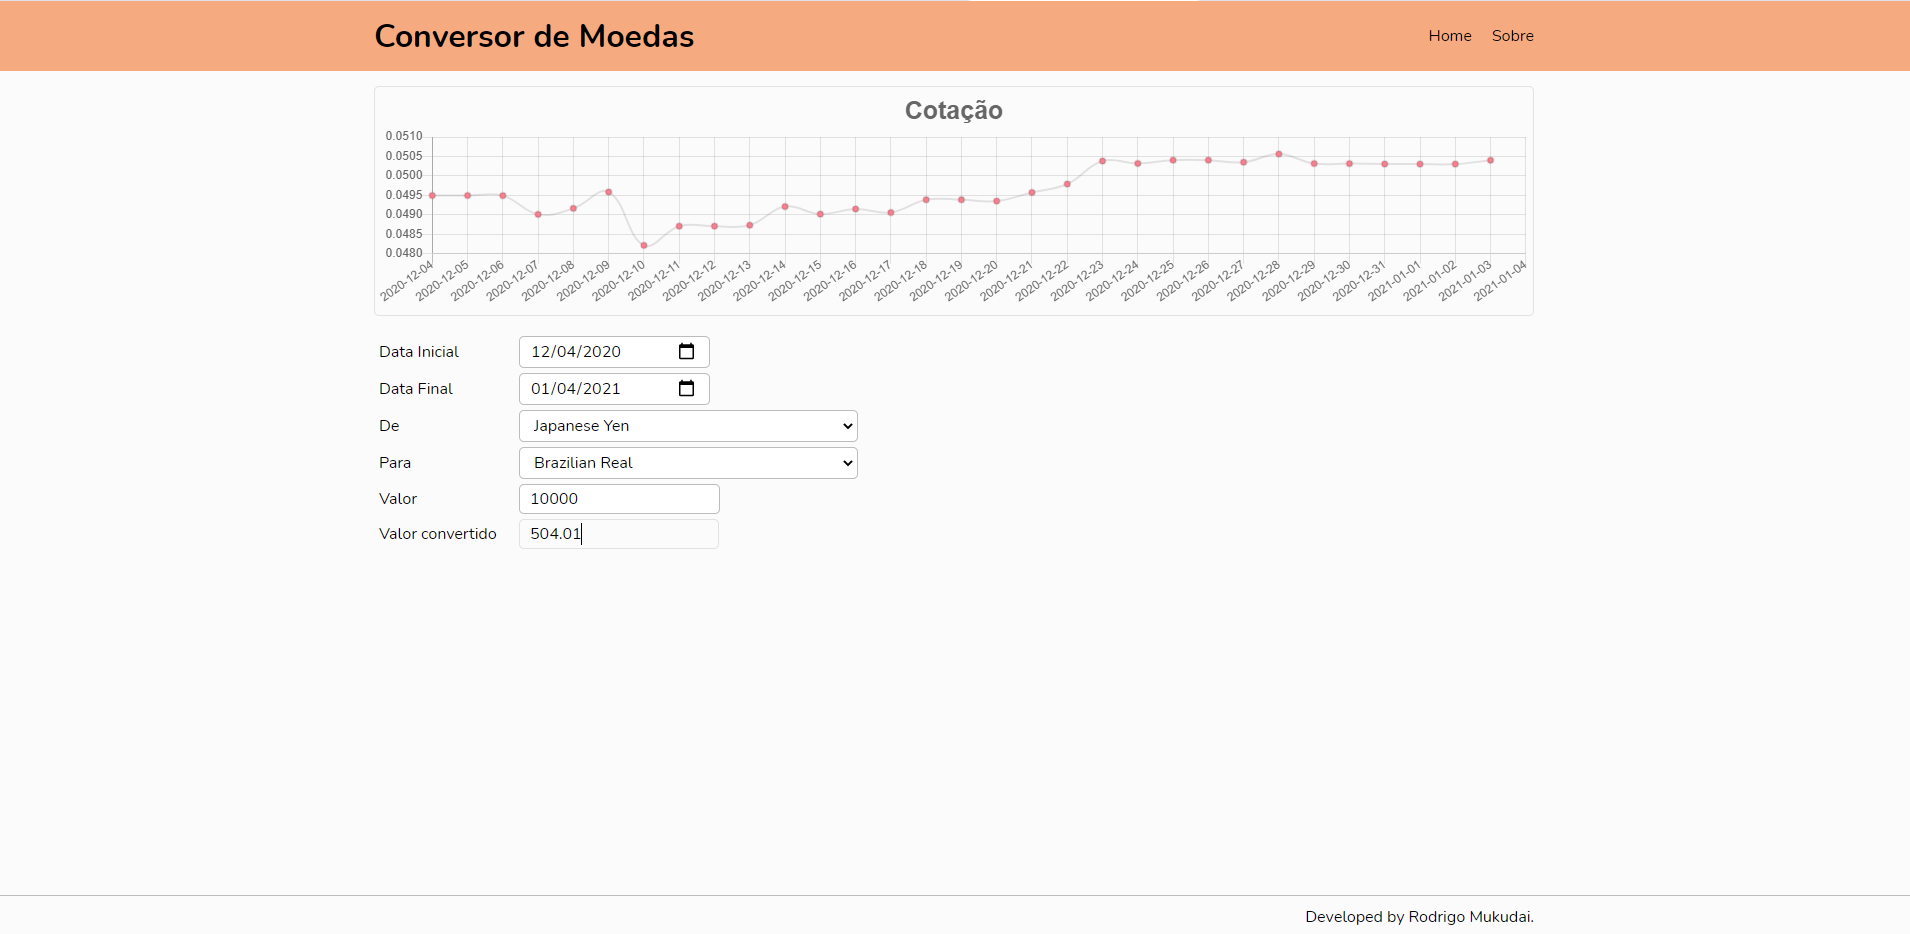 Conversor de Moedas
Home Sobre
Cotação
0.0510
0.0505
0.0500
0.0495
0.0490
0.0485
0.0480
2020-12-04 2020-12-05 2020-12-06 2020-12-07 2020-12-08 2020-12-09 2020-12-10 2020-12-11 2020-12-12 2020-12-13 2020-12-14 2020-12-15 2020-12-16 2020-12-17 2020-12-18 2020-12-19 2020-12-20 2020-12-21 2020-12-22 2020-12-23 2020-12-24 2020-12-25 2020-12-26 2020-12-27 2020-12-28 2020-12-29 2020-12-30 2020-12-31 2021-01-01 2021-01-02 2021-01-03 2021-01-04
Data Inicial 12/04/2020
Data Final 01/04/2021
De Japanese Yen
Para Brazilian Real
Valor 10000
Valor convertido 504.01
Developed by Rodrigo Mukudai.